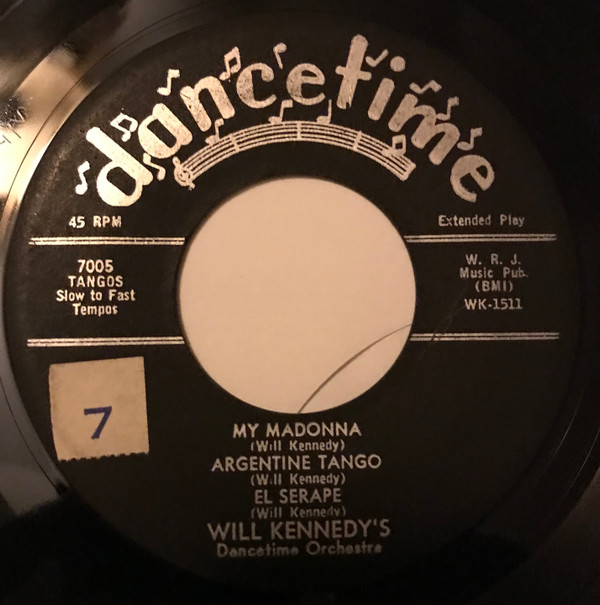 dancetime
45 RPM
Extended Play
7005
TANGOS
Slow to Fast
Tempos
W. R. J.
Music Pub.
(BMI)
WK-1511
7
MY MADONNA
(Will Kennedy)
ARGENTINE TANGO
(Will Kennedy)
EL SERAPE
(Will Kennedy)
WILL KENNEDY'S
Dancetime Orchestra